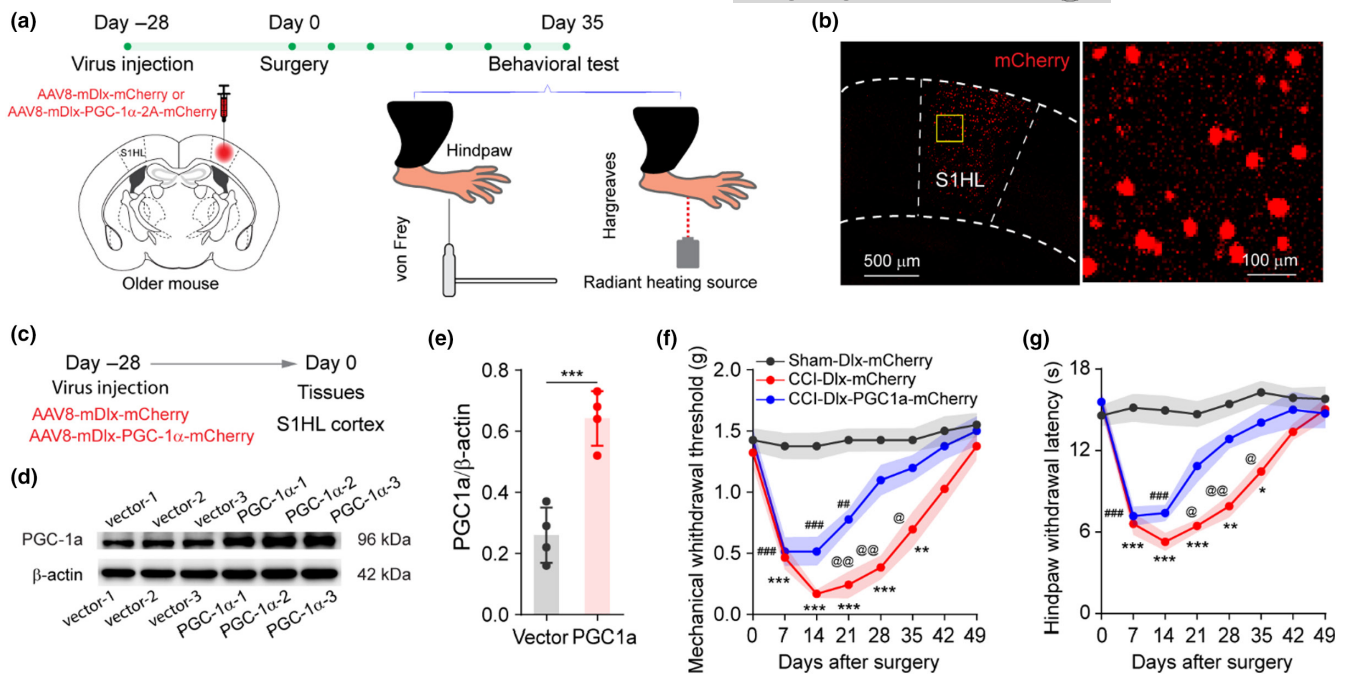 (a)
Day –28
Day 0
Day 35
Virus injection
Surgery
Behavioral test
AAV8-mDlx-mCherry or
AAV8-mDlx-PGC-1α-2A-mCherry
S1HL
Older mouse
Hindpaw
von Frey
Hargreaves
Radiant heating source
(b)
mCherry
S1HL
500 μm
100 μm
(c)
Day –28
Day 0
Virus injection
Tissues
AAV8-mDlx-mCherry
AAV8-mDlx-PGC-1α-mCherry
S1HL cortex
(d)
vector-1
vector-2
vector-3
PGC-1α-1
PGC-1α-2
PGC-1α-3
PGC-1a
96 kDa
β-actin
42 kDa
vector-1
vector-2
vector-3
PGC-1α-1
PGC-1α-2
PGC-1α-3
(e)
PGC1a/β-actin
0.8
0.6
0.4
0.2
0.0
***
Vector PGC1a
(f)
Mechanical whithdrawal threshold (g)
2.0
1.5
1.0
0.5
0.0
Sham-Dlx-mCherry
CCI-Dlx-mCherry
CCI-Dlx-PGC1a-mCherry
###
###
##
@@
@@
@
***
***
***
***
**
0 7 14 21 28 35 42 49
Days after surgery
(g)
Hindpaw withdrawal latency (s)
18
12
6
0
###
###
@
@@
@
***
***
***
**
*
0 7 14 21 28 35 42 49
Days after surgery